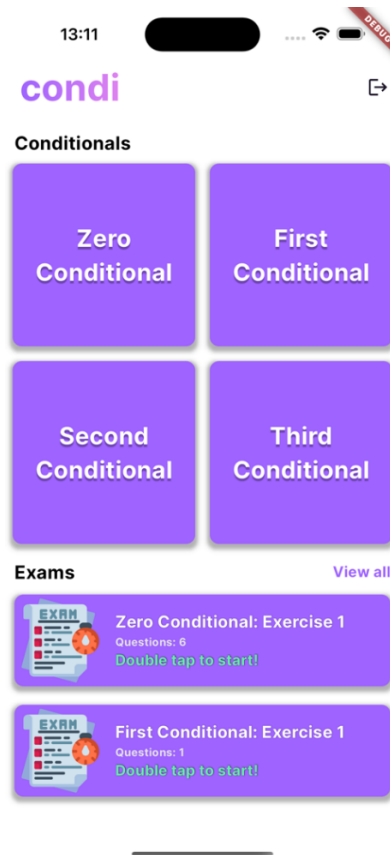 13:11
DEBUG
condi
Conditionals
Zero
Conditional
First
Conditional
Second
Conditional
Third
Conditional
Exams
View all
EXAM
Zero Conditional: Exercise 1
Questions: 6
Double tap to start!
EXAM
First Conditional: Exercise 1
Questions: 1
Double tap to start!